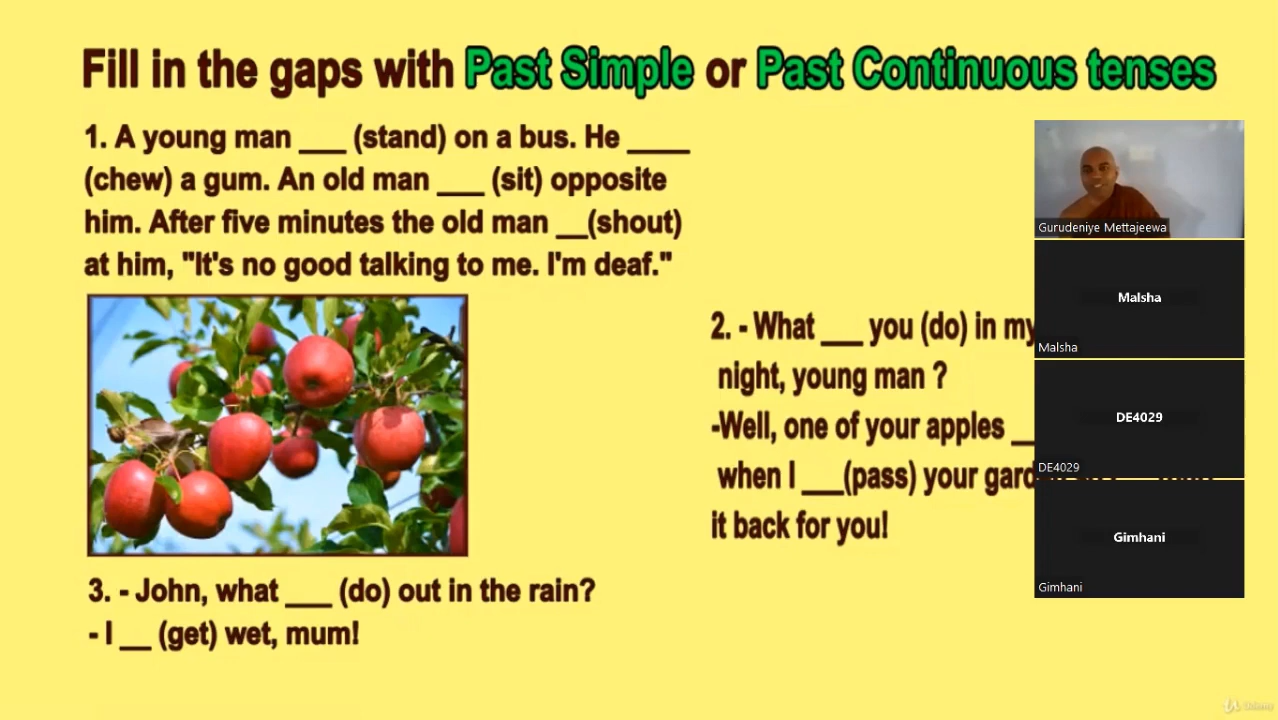 Fill in the gaps with Past Simple or Past Continuous tenses
1. A young man ___ (stand) on a bus. He ____
(chew) a gum. An old man ___ (sit) opposite
him. After five minutes the old man __(shout)
at him, "It's no good talking to me. I'm deaf."
2. - What ___ you (do) in my
night, young man ?
-Well, one of your apples __
when I ___(pass) your gard
it back for you!
3. - John, what ___ (do) out in the rain?
- I __ (get) wet, mum!
Gurudeniye Mettajeewa
Malsha
Malsha
DE4029
DE4029
Gimhani
Gimhani